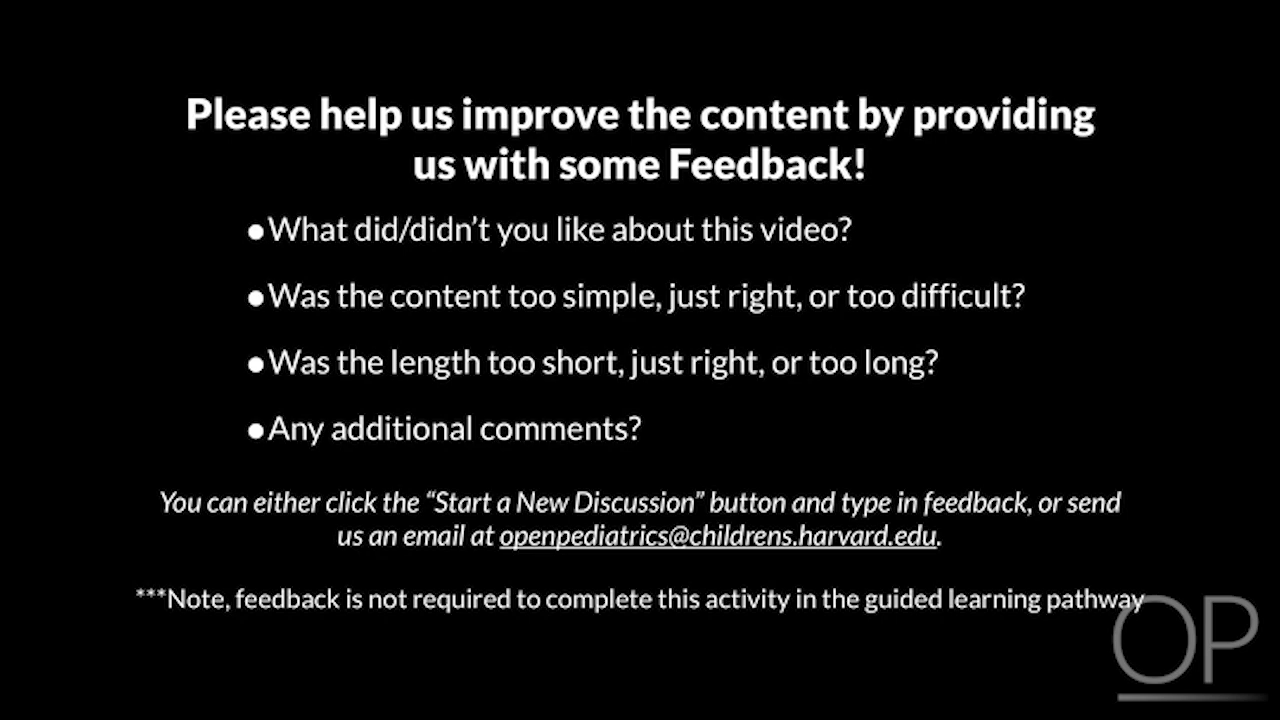 Please help us improve the content by providing
us with some Feedback!
●What did/didn’t you like about this video?
●Was the content too simple, just right, or too difficult?
●Was the length too short, just right, or too long?
●Any additional comments?
You can either click the “Start a New Discussion” button and type in feedback, or send
us an email at openpediatrics@childrens.harvard.edu.
***Note, feedback is not required to complete this activity in the guided learning pathway
OP